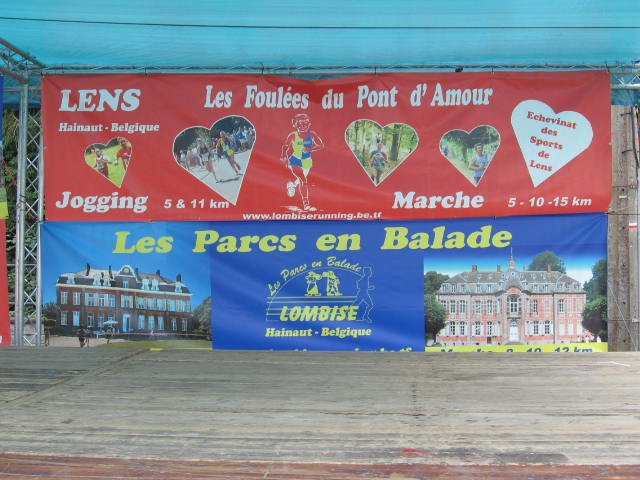 LENS
Hainaut - Belgique
Les Foulées du Pont d'Amour
Echevinat
des
Sports
de
Lens
Jogging 5 & 11 km
Marche 5 - 10 -15 km
www.lombiserunning.be.tf
Les Parcs en Balade
Les Parcs en Balade
LOMBISE
Hainaut - Belgique